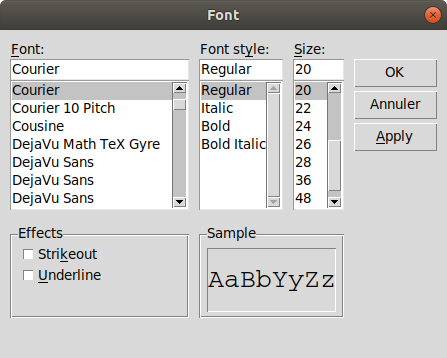 Font
Font: Font style: Size:
Courier Regular 20 OK
Courier Regular 20
Courier 10 Pitch Italic 22 Annuler
Cousine Bold 24
DejaVu Math TeX Gyre Bold Italic 26 Apply
DejaVu Sans 28
DejaVu Sans 36
DejaVu Sans 48
Effects Sample
Strikeout
Underline
AaBbYyZz